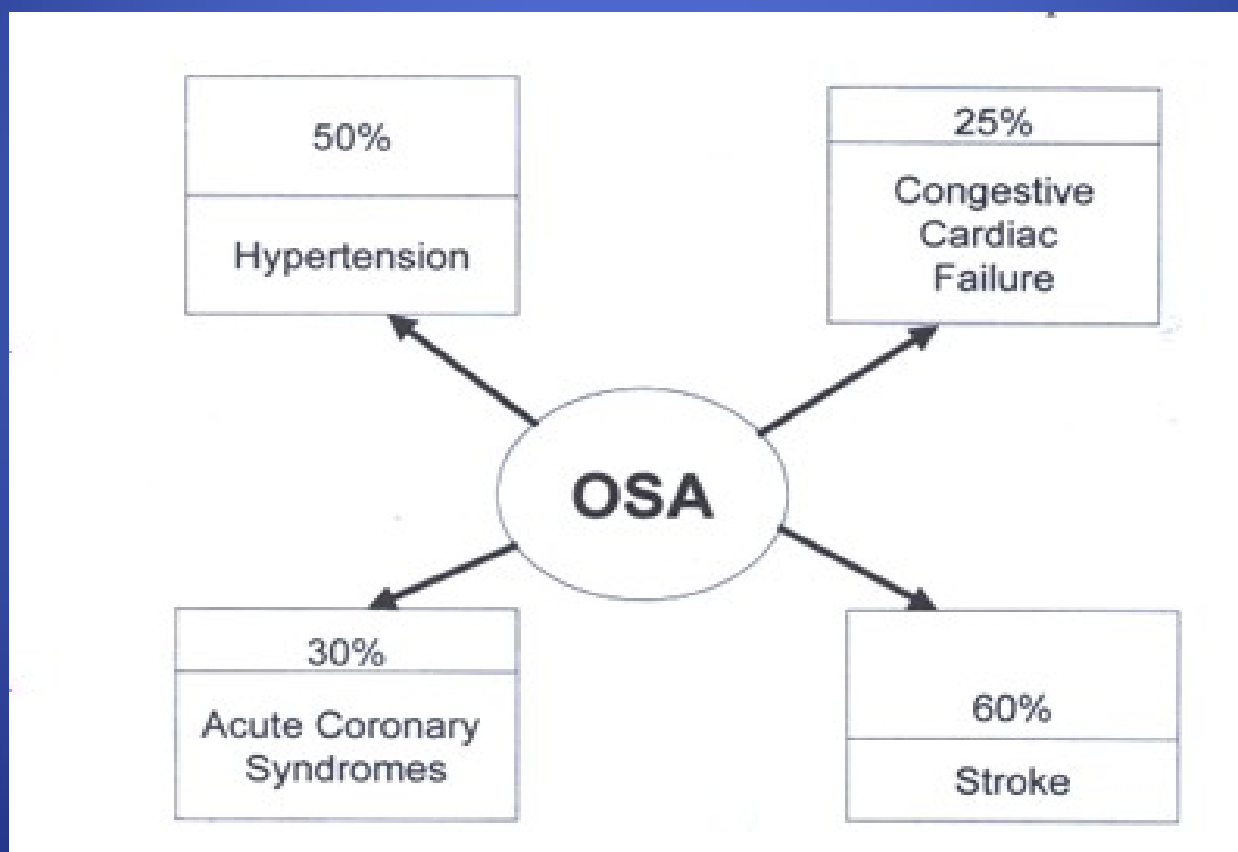 50%
Hypertension
25%
Congestive
Cardiac
Failure
OSA
30%
Acute Coronary
Syndromes
60%
Stroke